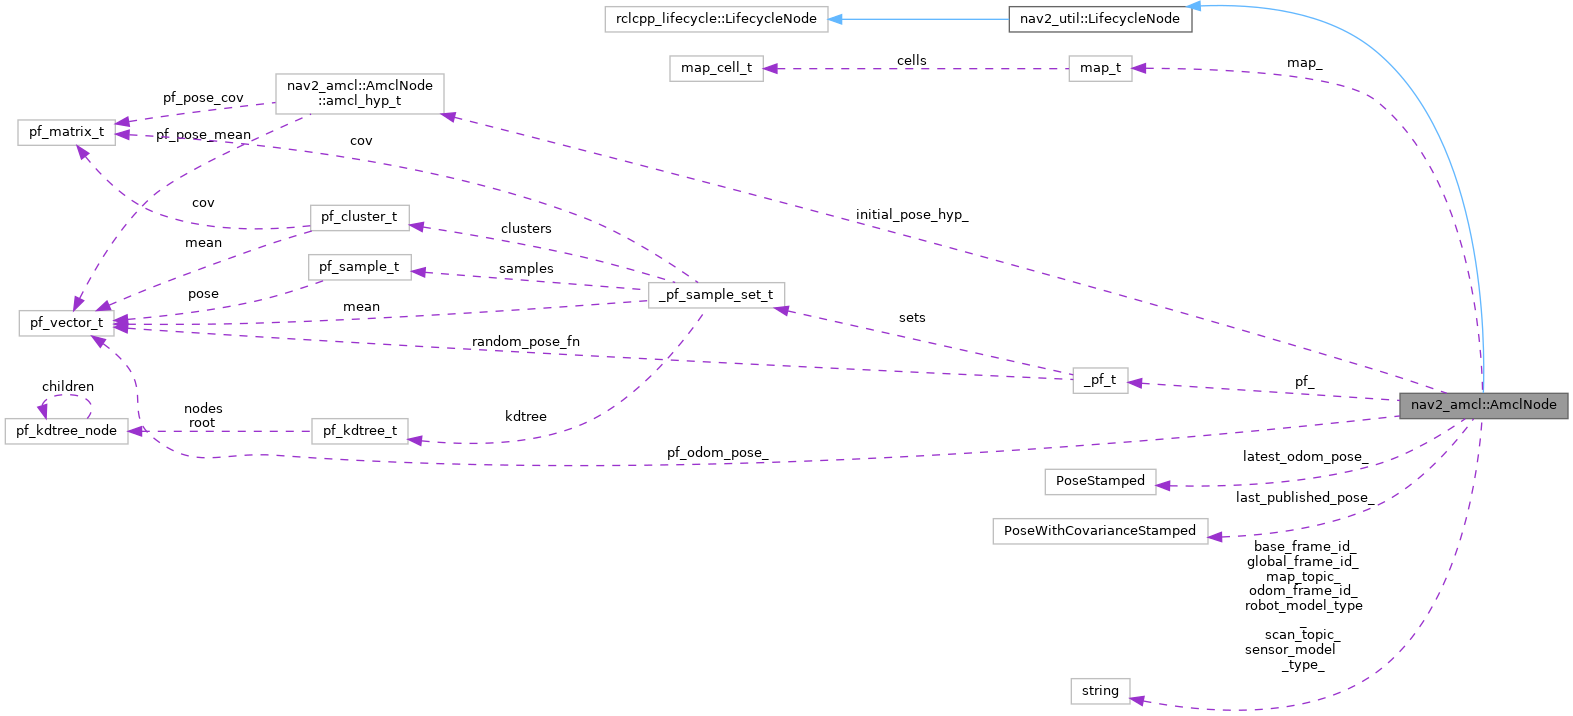 rclcpp_lifecycle::LifecycleNode
nav2_util::LifecycleNode
map_cell_t
cells
map_t
map_
nav2_amcl::AmclNode
::amcl_hyp_t
pf_pose_cov
pf_matrix_t
pf_pose_mean
cov
cov
pf_cluster_t
initial_pose_hyp_
clusters
mean
pf_sample_t
samples
pose
_pf_sample_set_t
mean
pf_vector_t
sets
random_pose_fn
_pf_t
pf_
children
nav2_amcl::AmclNode
nodes
root
kdtree
pf_kdtree_node
pf_kdtree_t
pf_odom_pose_
latest_odom_pose_
PoseStamped
last_published_pose_
PoseWithCovarianceStamped
base_frame_id_
global_frame_id_
map_topic_
odom_frame_id_
robot_model_type
_
scan_topic_
sensor_model
_type_
string